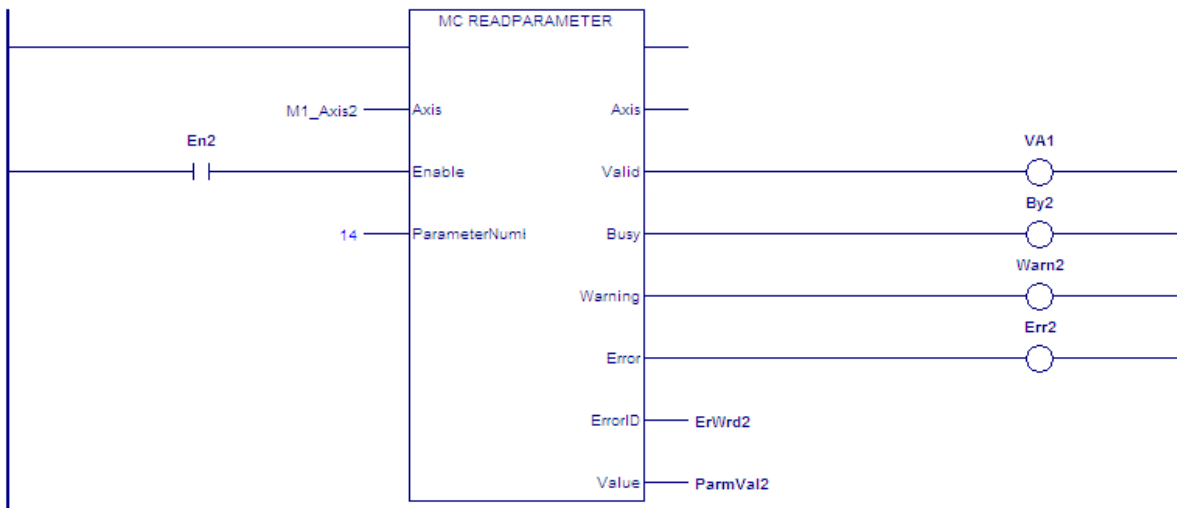 MC READPARAMETER
M1_Axis2 Axis Axis
En2 VA1
Enable Valid
By2
14 ParameterNumI Busy
Warn2
Warning
Err2
Error
ErrorID ErWrd2
Value ParmVal2